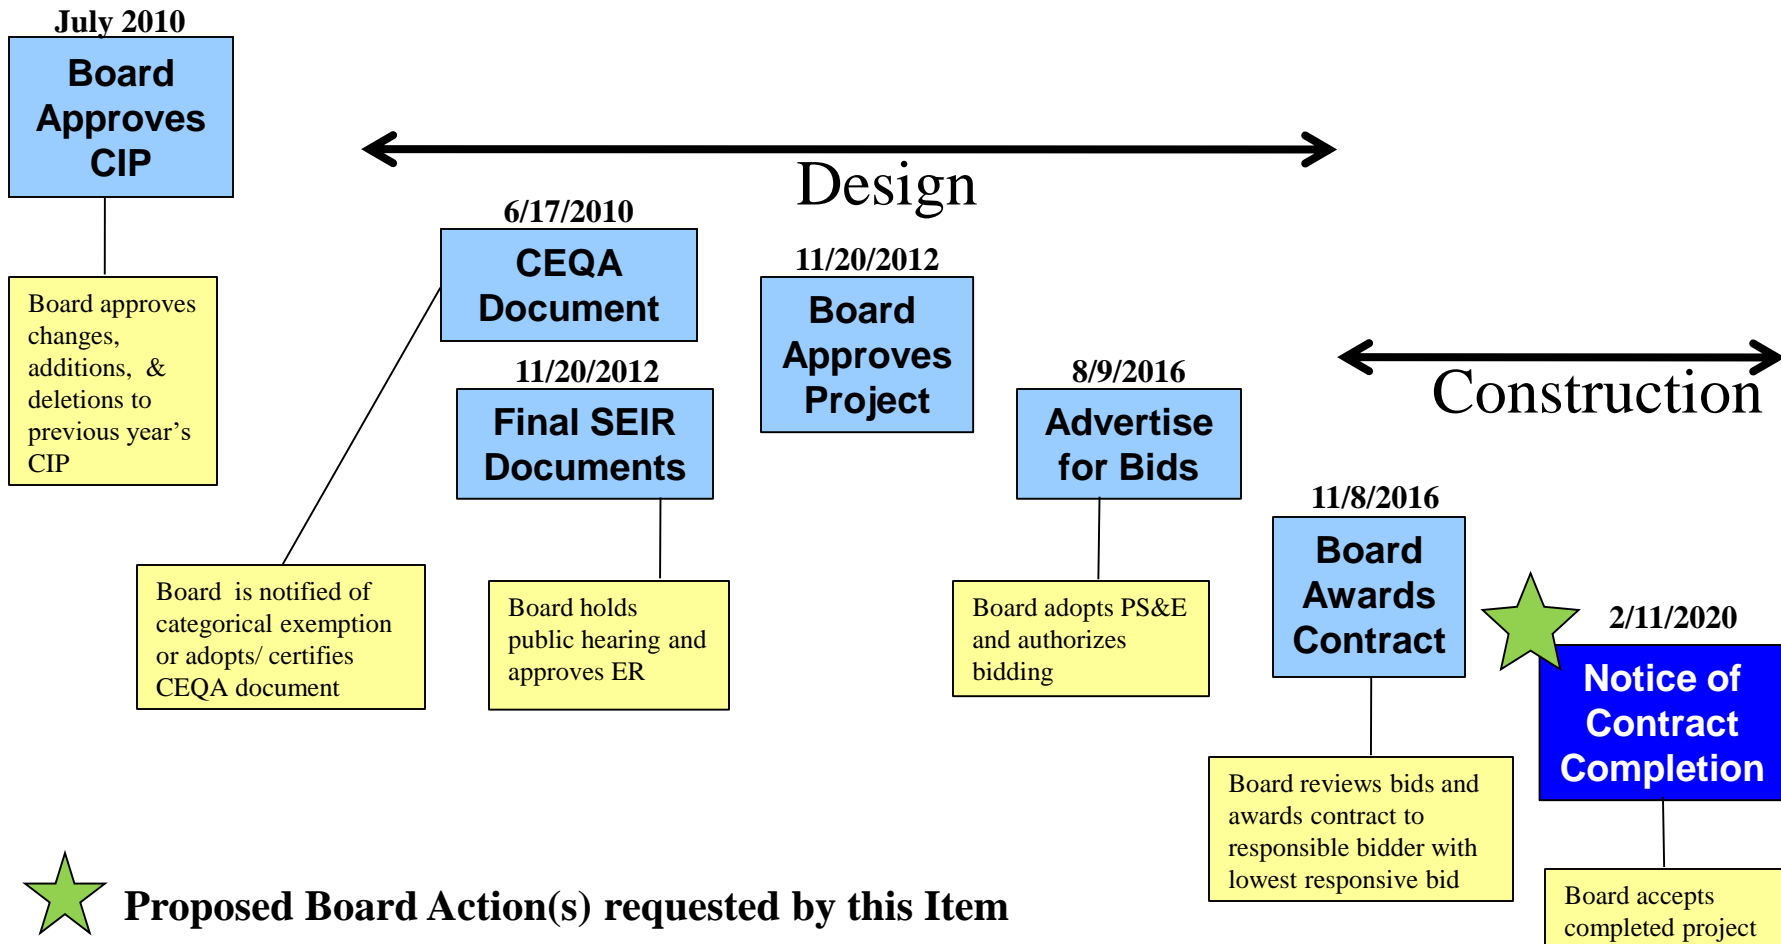 July 2010
Board
Approves
CIP
Board approves
changes,
additions, &
deletions to
previous year's
CIP
Design
6/17/2010
CEQA
Document
Board is notified of
categorical exemption
or adopts/ certifies
CEQA document
11/20/2012
Final SEIR
Documents
Board holds
public hearing and
approves ER
11/20/2012
Board
Approves
Project
8/9/2016
Advertise
for Bids
Board adopts PS&E
and authorizes
bidding
Construction
11/8/2016
Board
Awards
Contract
Board reviews bids and
awards contract to
responsible bidder with
lowest responsive bid
2/11/2020
Notice of
Contract
Completion
Board accepts
completed project
Proposed Board Action(s) requested by this Item